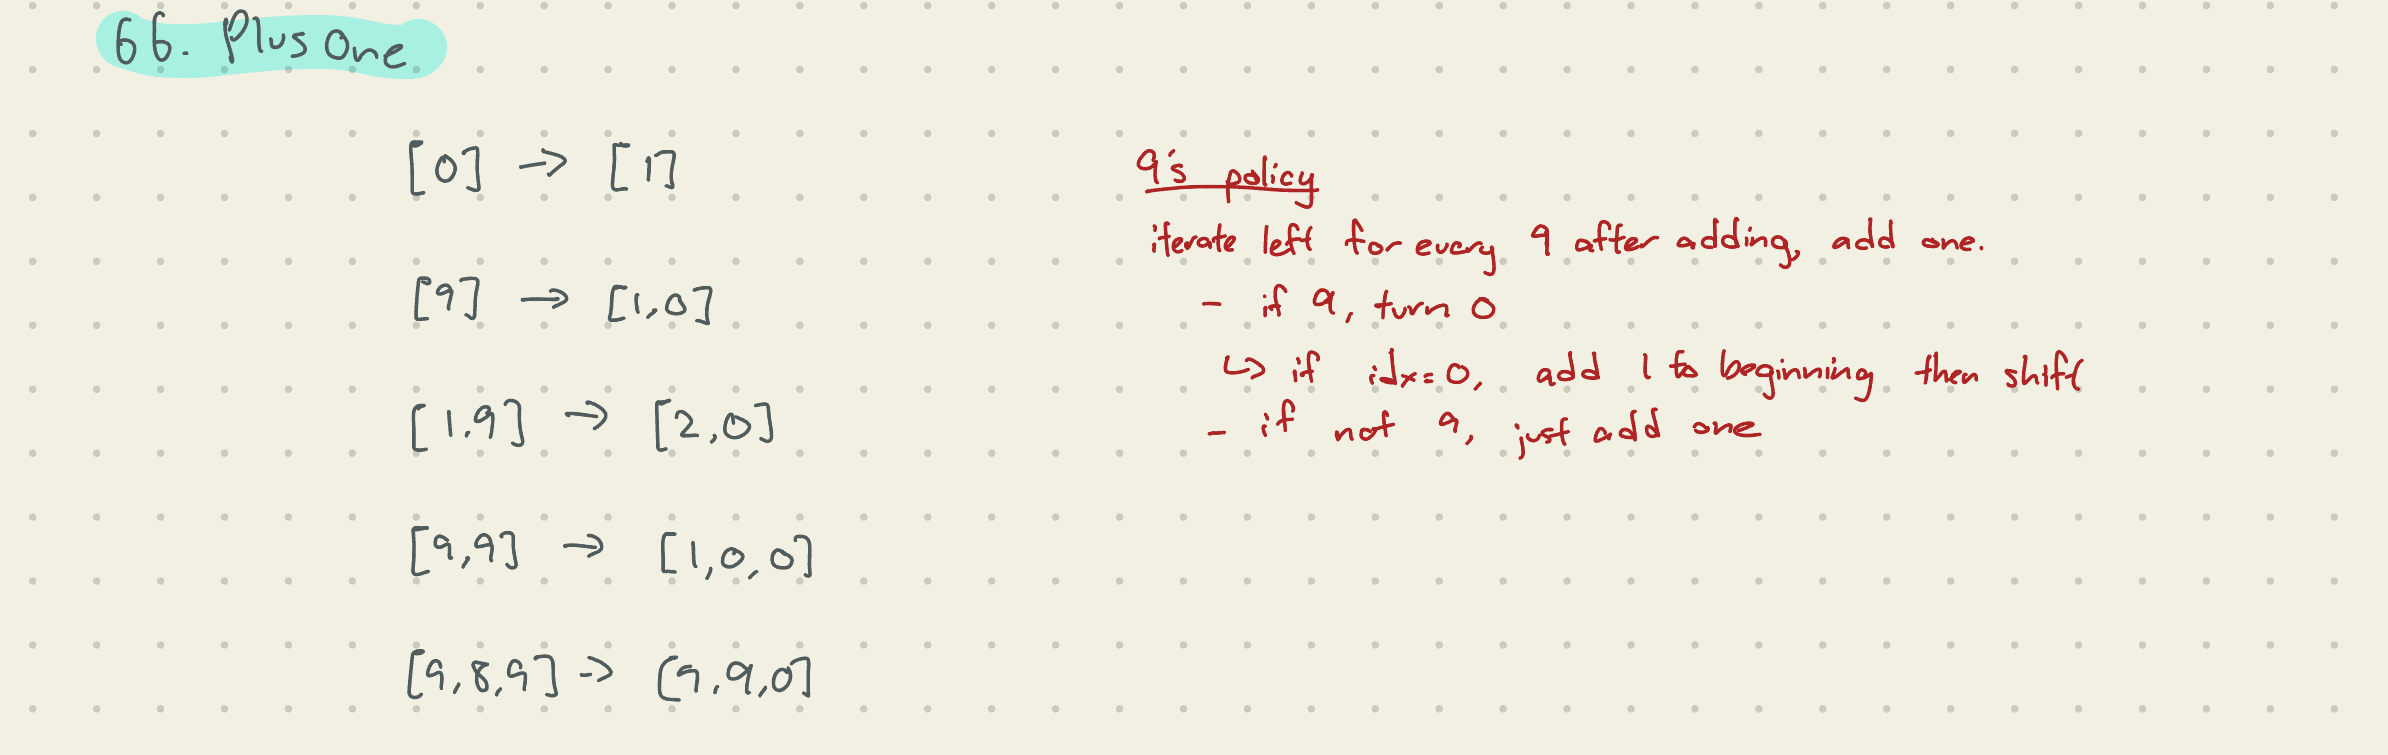 66. Plus One
[0] → [1]
[9] → [1,0]
[1,9] → [2,0]
[9,9] → [1,0,0]
[9,8,9] → [9,9,0]
9's policy
iterate left for every 9 after adding, add one.
- if 9, turn 0
↳ if idx=0, add 1 to beginning then shift
- if not 9, just add one